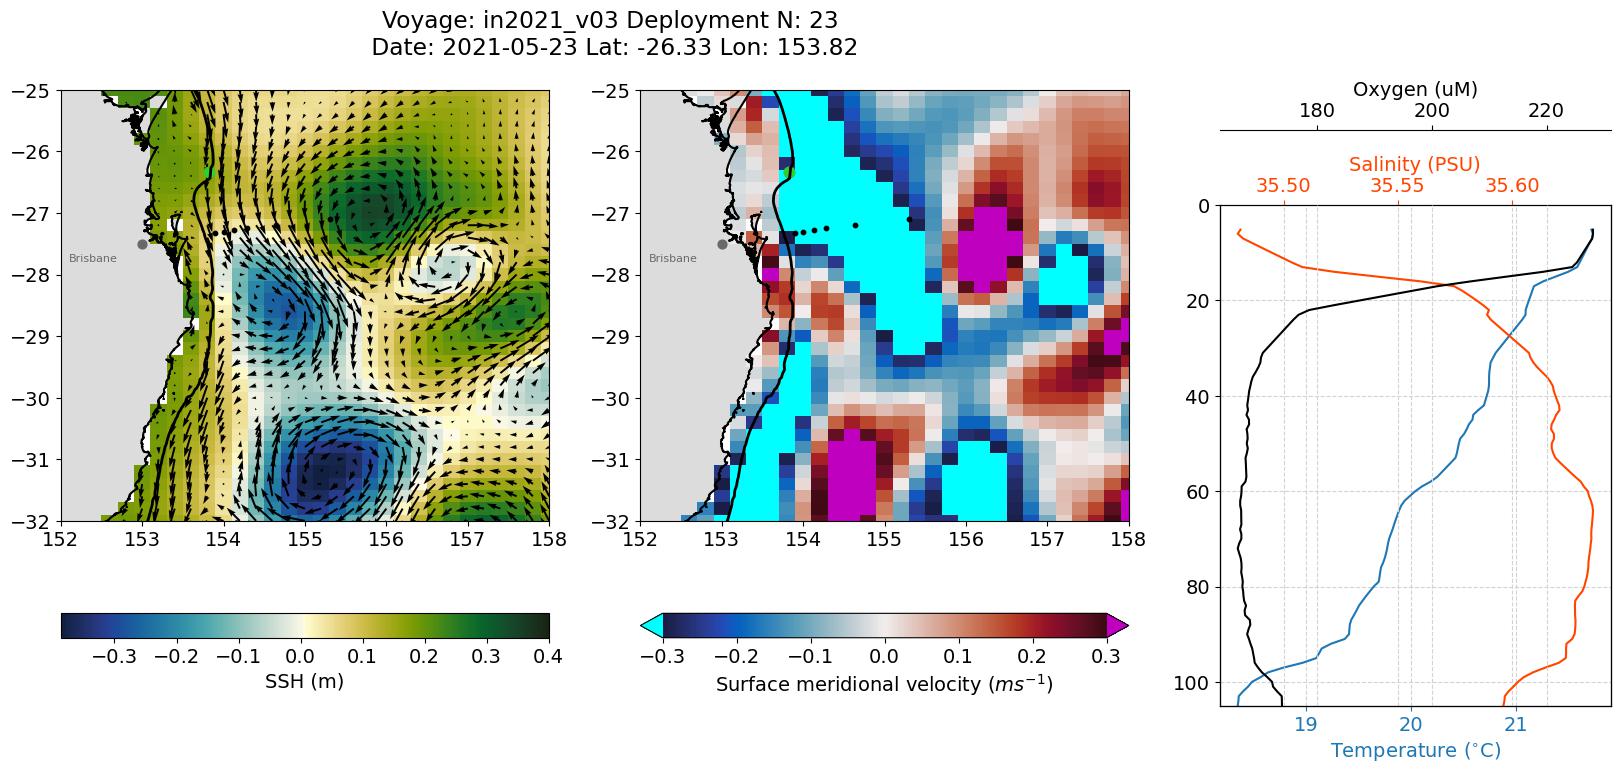 Voyage: in2021_v03 Deployment N: 23
Date: 2021-05-23 Lat: -26.33 Lon: 153.82
−25
−26
−27
−28
−29
−30
−31
−32
152 153 154 155 156 157 158
Brisbane
−0.3 −0.2 −0.1 0.0 0.1 0.2 0.3 0.4
SSH (m)
−25
−26
−27
−28
−29
−30
−31
−32
152 153 154 155 156 157 158
Brisbane
−0.3 −0.2 −0.1 0.0 0.1 0.2 0.3
Surface meridional velocity (ms⁻¹)
Oxygen (uM)
180 200 220
Salinity (PSU)
35.50 35.55 35.60
0
20
40
60
80
100
19 20 21
Temperature (°C)